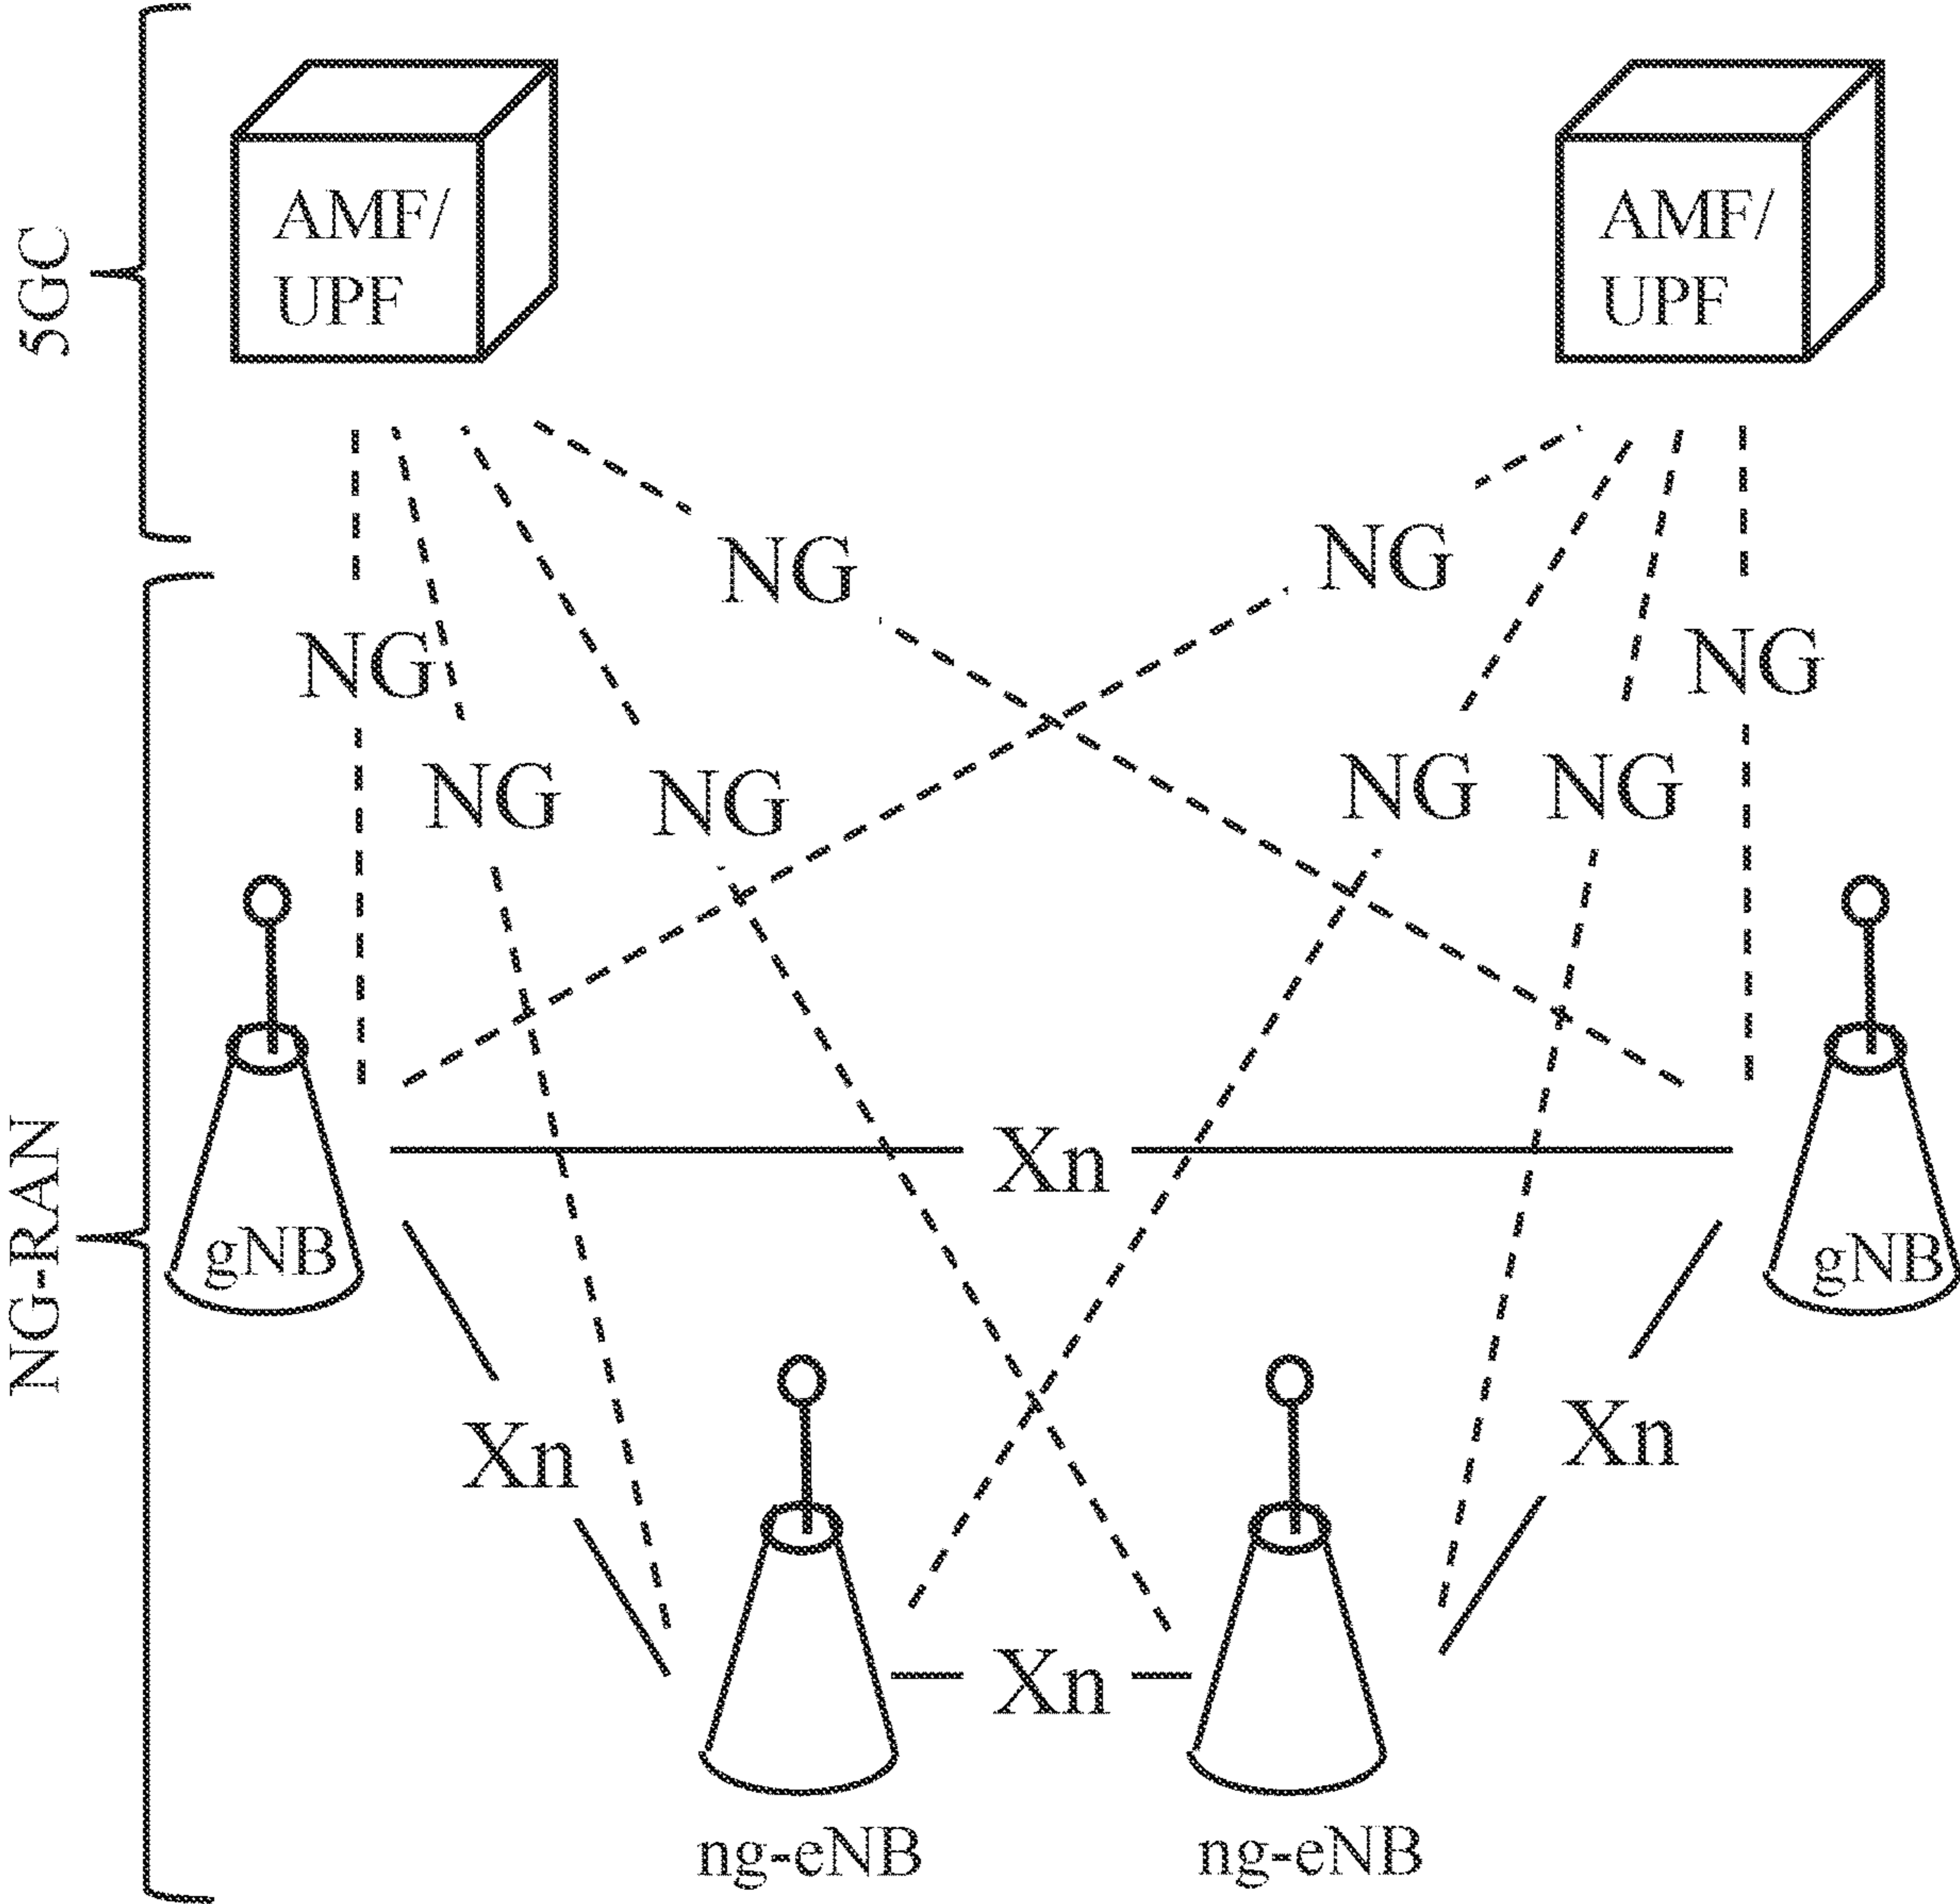 5GC
AMF/
UPF
AMF/
UPF
NG
NG
NG
NG
NG
NG
NG
NG
NG-RAN
gNB
Xn
gNB
Xn
Xn
Xn
ng-eNB
ng-eNB